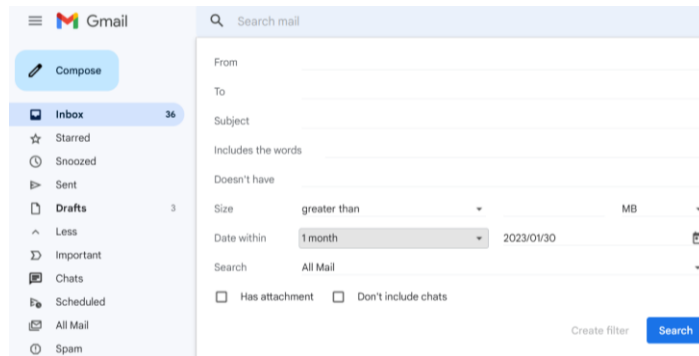 Gmail
Search mail
Compose
Inbox 36
Starred
Snoozed
Sent
Drafts 3
Less
Important
Chats
Scheduled
All Mail
Spam
From
To
Subject
Includes the words
Doesn't have
Size greater than MB
Date within 1 month 2023/01/30
Search All Mail
Has attachment Don't include chats
Create filter Search